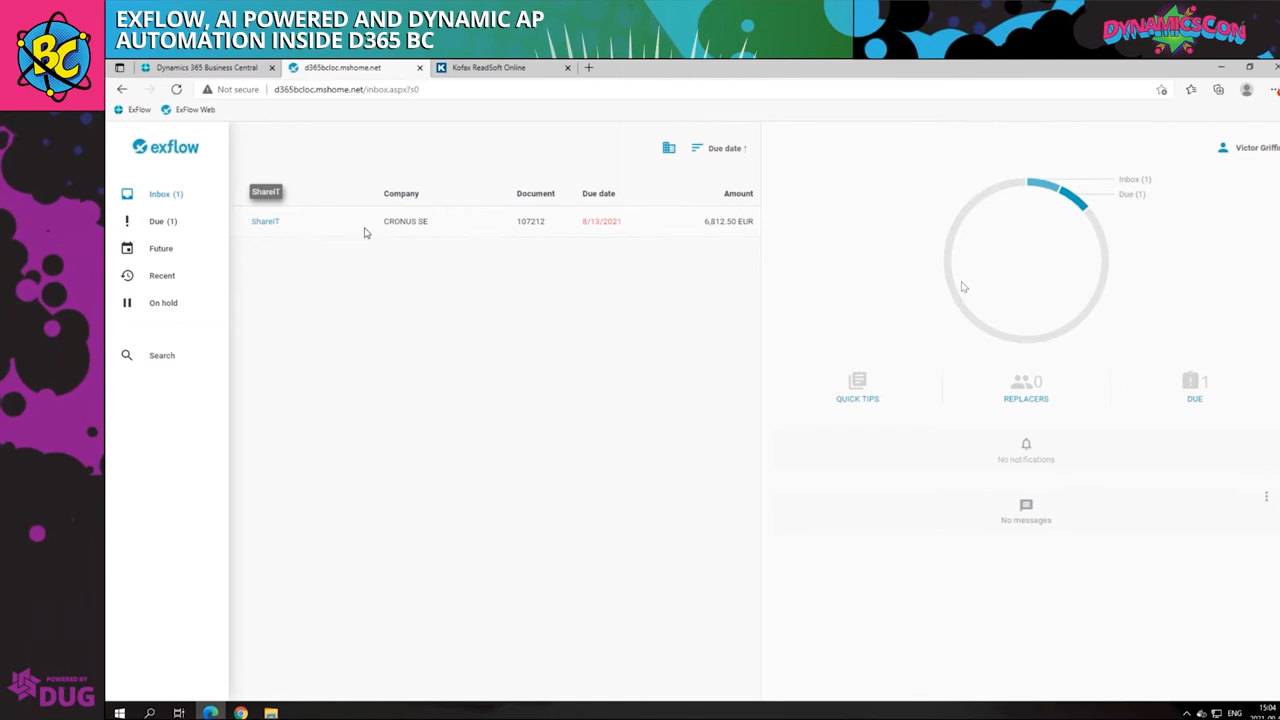 EXFLOW, AI POWERED AND DYNAMIC AP
AUTOMATION INSIDE D365 BC
BC
DYNAMICSCON
Dynamics 365 Business Central
d365bcloc.mshome.net
Kofax ReadSoft Online
Not secure
d365bcloc.mshome.net/inbox.aspx?s0
ExFlow
ExFlow Web
exflow
Due date ↑
Victor Griffi
Inbox (1)
Due (1)
Future
Recent
On hold
Search
ShareIT
Company
Document
Due date
Amount
ShareIT
CRONUS SE
107212
8/13/2021
6,812.50 EUR
Inbox (1)
Due (1)
0
1
QUICK TIPS
REPLACERS
DUE
No notifications
No messages
POWERED BY
DUG
ENG
15:04